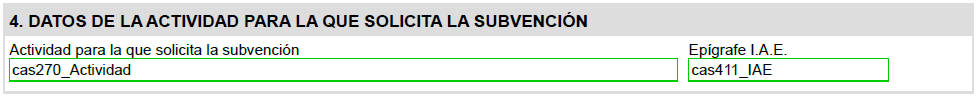 4. DATOS DE LA ACTIVIDAD PARA LA QUE SOLICITA LA SUBVENCIÓN
Actividad para la que solicita la subvención Epígrafe I.A.E.
cas270_Actividad cas411_IAE